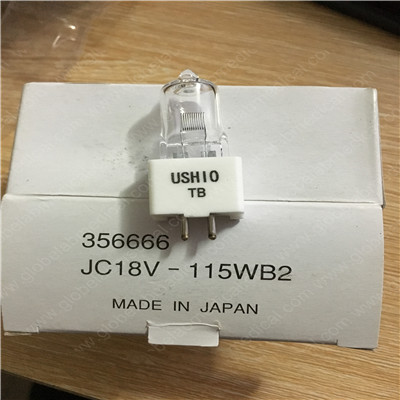 USHIO
TB
356666
JC18V - 115WB2
MADE IN JAPAN